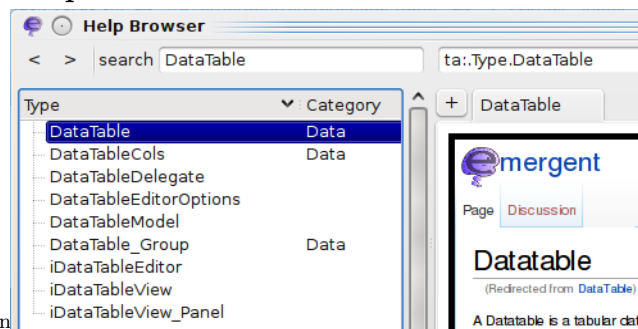 Help Browser
< > search DataTable ta:.Type.DataTable
Type Category
DataTable Data
DataTableCols Data
DataTableDelegate
DataTableEditorOptions
DataTableModel
DataTable_Group Data
iDataTableEditor
iDataTableView
iDataTableView_Panel
+ DataTable
emergent
Page Discussion
Datatable
(Redirected from DataTable)
A Datatable is a tabular dat
n